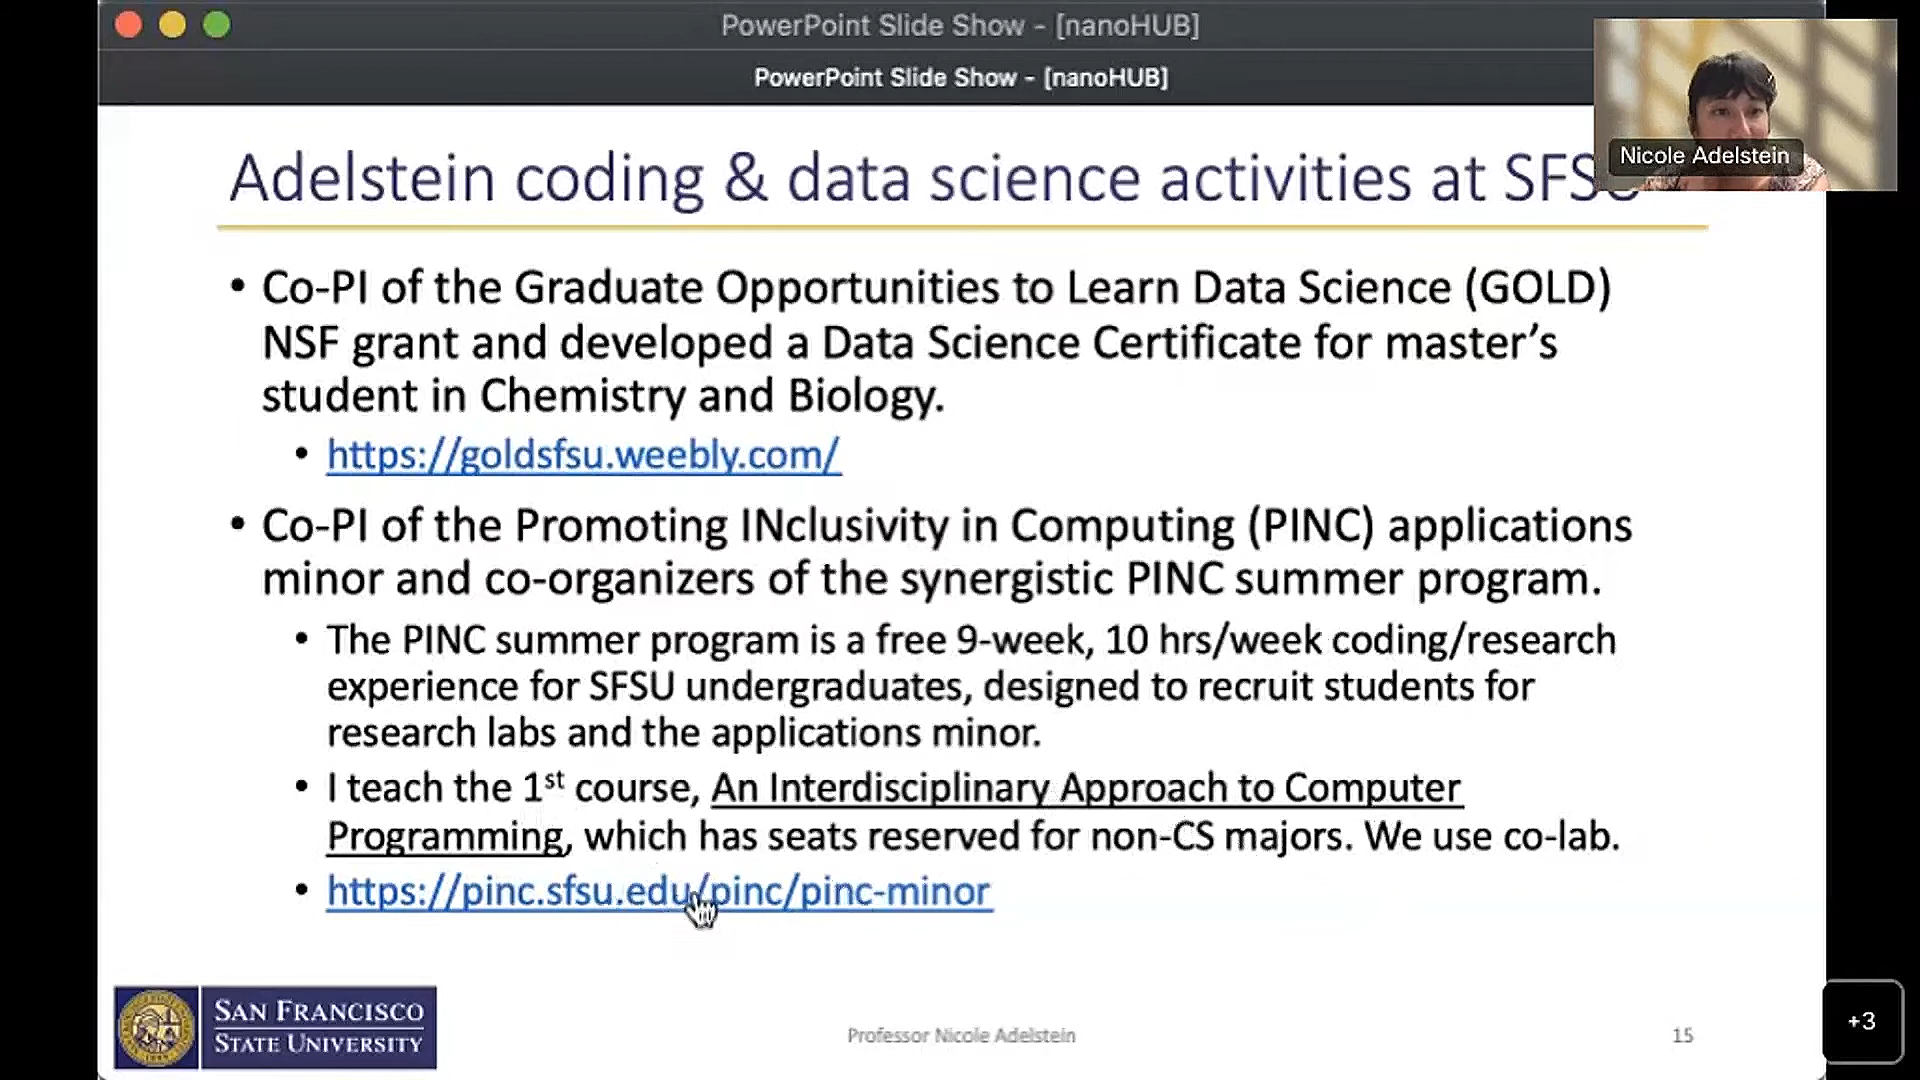 PowerPoint Slide Show - [nanoHUB]
PowerPoint Slide Show - [nanoHUB]
Nicole Adelstein
Adelstein coding & data science activities at SFSU
• Co-PI of the Graduate Opportunities to Learn Data Science (GOLD)
NSF grant and developed a Data Science Certificate for master’s
student in Chemistry and Biology.
• https://goldsfsu.weebly.com/
• Co-PI of the Promoting INclusivity in Computing (PINC) applications
minor and co-organizers of the synergistic PINC summer program.
• The PINC summer program is a free 9-week, 10 hrs/week coding/research
experience for SFSU undergraduates, designed to recruit students for
research labs and the applications minor.
• I teach the 1st course, An Interdisciplinary Approach to Computer
Programming, which has seats reserved for non-CS majors. We use co-lab.
• https://pinc.sfsu.edu/pinc/pinc-minor
SAN FRANCISCO
STATE UNIVERSITY
Professor Nicole Adelstein
15
+3